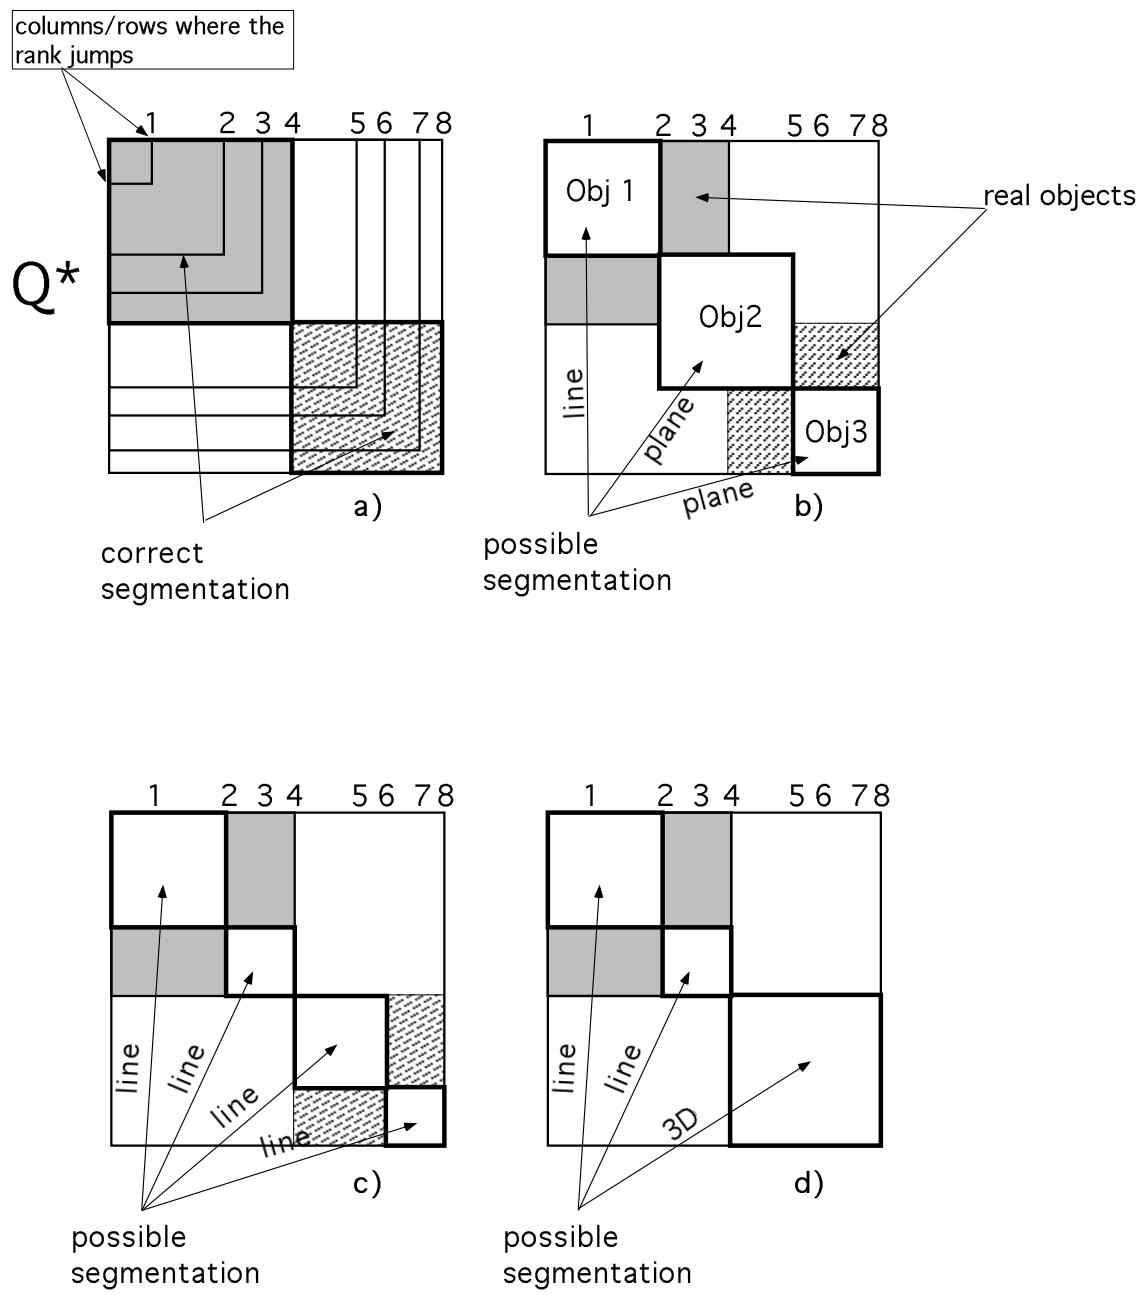 columns/rows where the
rank jumps
1 2 3 4 5 6 7 8
Q*
correct
segmentation
a)
1 2 3 4 5 6 7 8
Obj 1
real objects
Obj2
line
plane
Obj3
plane
b)
possible
segmentation
1 2 3 4 5 6 7 8
line
line
line
line
c)
possible
segmentation
1 2 3 4 5 6 7 8
line
line
3D
d)
possible
segmentation